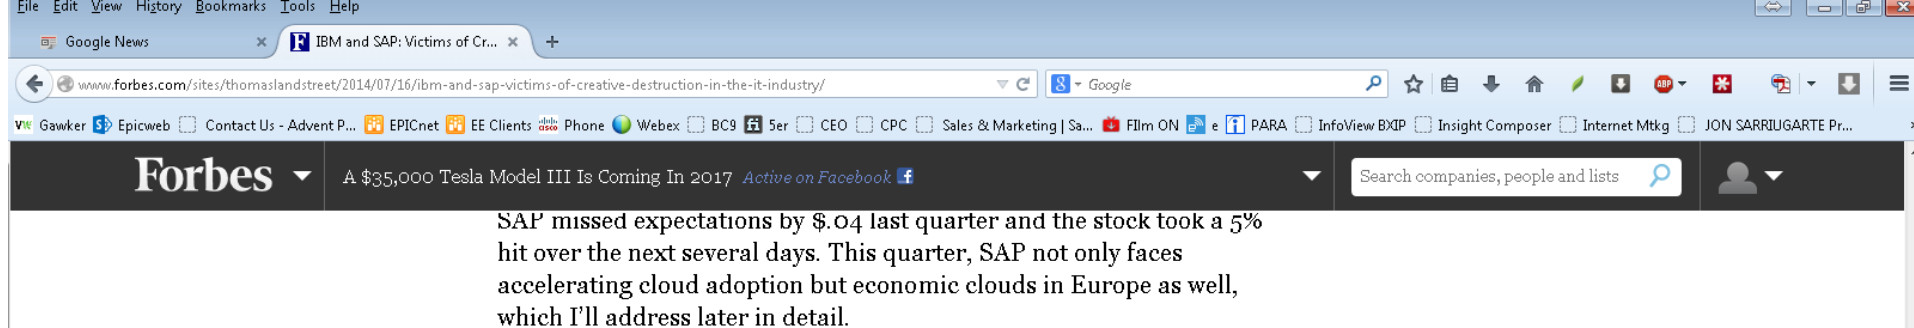 File Edit View History Bookmarks Tools Help
Google News × IBM and SAP: Victims of Cr... × +
www.forbes.com/sites/thomaslandstreet/2014/07/16/ibm-and-sap-victims-of-creative-destruction-in-the-it-industry/ 8 Google ABP
VW Gawker S Epicweb Contact Us - Advent P... EPICnet EE Clients cisco Phone Webex BC9 5er CEO CPC Sales & Marketing | Sa... FIlm ON e PARA InfoView BXIP Insight Composer Internet Mtkg JON SARRIUGARTE Pr...
Forbes A $35,000 Tesla Model III Is Coming In 2017 Active on Facebook f Search companies, people and lists
SAP missed expectations by $.04 last quarter and the stock took a 5%
hit over the next several days. This quarter, SAP not only faces
accelerating cloud adoption but economic clouds in Europe as well,
which I'll address later in detail.